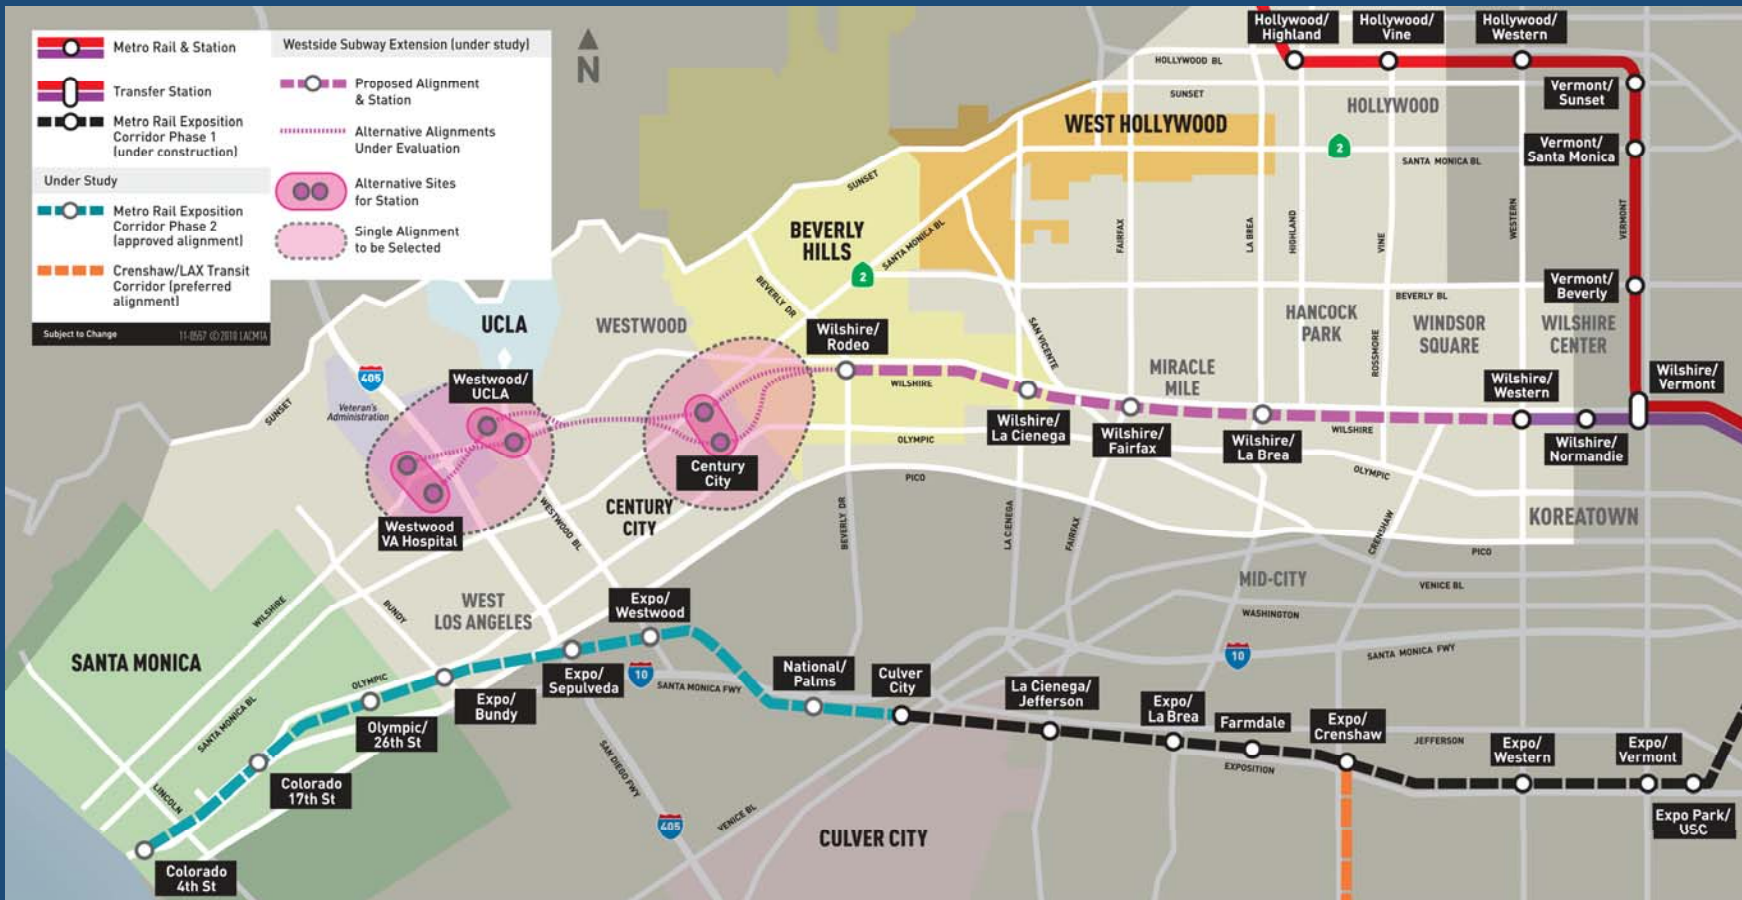 Metro Rail & Station
Transfer Station
Metro Rail Exposition
Corridor Phase 1
(under construction)
Under Study
Metro Rail Exposition
Corridor Phase 2
(approved alignment)
Crenshaw/LAX Transit
Corridor (preferred
alignment)
Subject to Change
11-0557 ©2010 LACMTA
Westside Subway Extension (under study)
Proposed Alignment
& Station
Alternative Alignments
Under Evaluation
Alternative Sites
for Station
Single Alignment
to be Selected
N
Hollywood/
Highland
Hollywood/
Vine
Hollywood/
Western
HOLLYWOOD BL
SUNSET
HOLLYWOOD
Vermont/
Sunset
WEST HOLLYWOOD
2
SANTA MONICA BL
Vermont/
Santa Monica
SUNSET
BEVERLY
HILLS
SANTA MONICA BL
2
FAIRFAX
LA BREA
HIGHLAND
VINE
WESTERN
VERMONT
BEVERLY DR
Vermont/
Beverly
BEVERLY BL
UCLA
WESTWOOD
Wilshire/
Rodeo
SAN VICENTE
HANCOCK
PARK
WINDSOR
SQUARE
WILSHIRE
CENTER
ROSSMORE
MIRACLE
MILE
405
Westwood/
UCLA
WILSHIRE
Wilshire/
Western
Wilshire/
Vermont
Veteran's
Administration
SUNSET
Wilshire/
La Cienega
Wilshire/
Fairfax
Wilshire/
La Brea
WILSHIRE
Wilshire/
Normandie
OLYMPIC
Century
City
PICO
OLYMPIC
CENTURY
CITY
Westwood
VA Hospital
WESTWOOD BL
BEVERLY DR
LA CIENEGA
FAIRFAX
CRENSHAW
KOREATOWN
PICO
MID-CITY
VENICE BL
WASHINGTON
WILSHIRE
BUNDY
WEST
LOS ANGELES
Expo/
Westwood
10
SANTA MONICA FWY
SANTA MONICA
OLYMPIC
Expo/
Sepulveda
10
SANTA MONICA FWY
National/
Palms
Culver
City
La Cienega/
Jefferson
Expo/
La Brea
Farmdale
Expo/
Crenshaw
JEFFERSON
Expo/
Western
Expo/
Vermont
SANTA MONICA BL
Olympic/
26th St
Expo/
Bundy
EXPOSITION
SAN DIEGO FWY
Colorado
17th St
LINCOLN
Expo Park/
USC
405
VENICE BL
CULVER CITY
Colorado
4th St